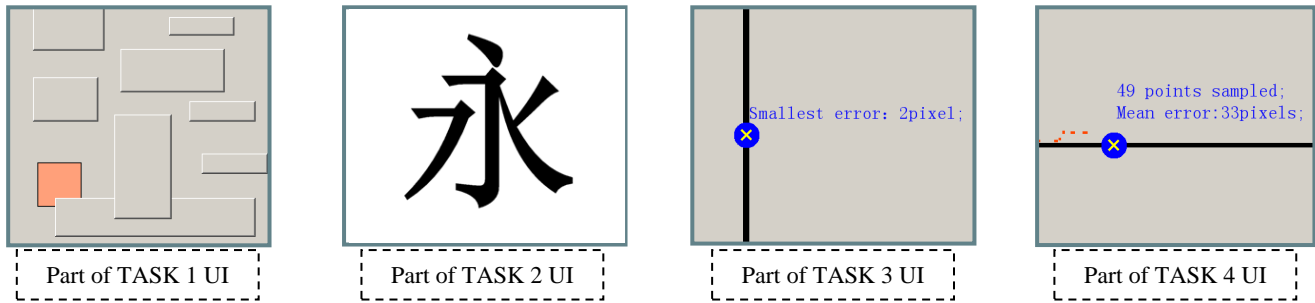 永
Smallest error: 2pixel;
49 points sampled;
Mean error:33pixels;
Part of TASK 1 UI
Part of TASK 2 UI
Part of TASK 3 UI
Part of TASK 4 UI